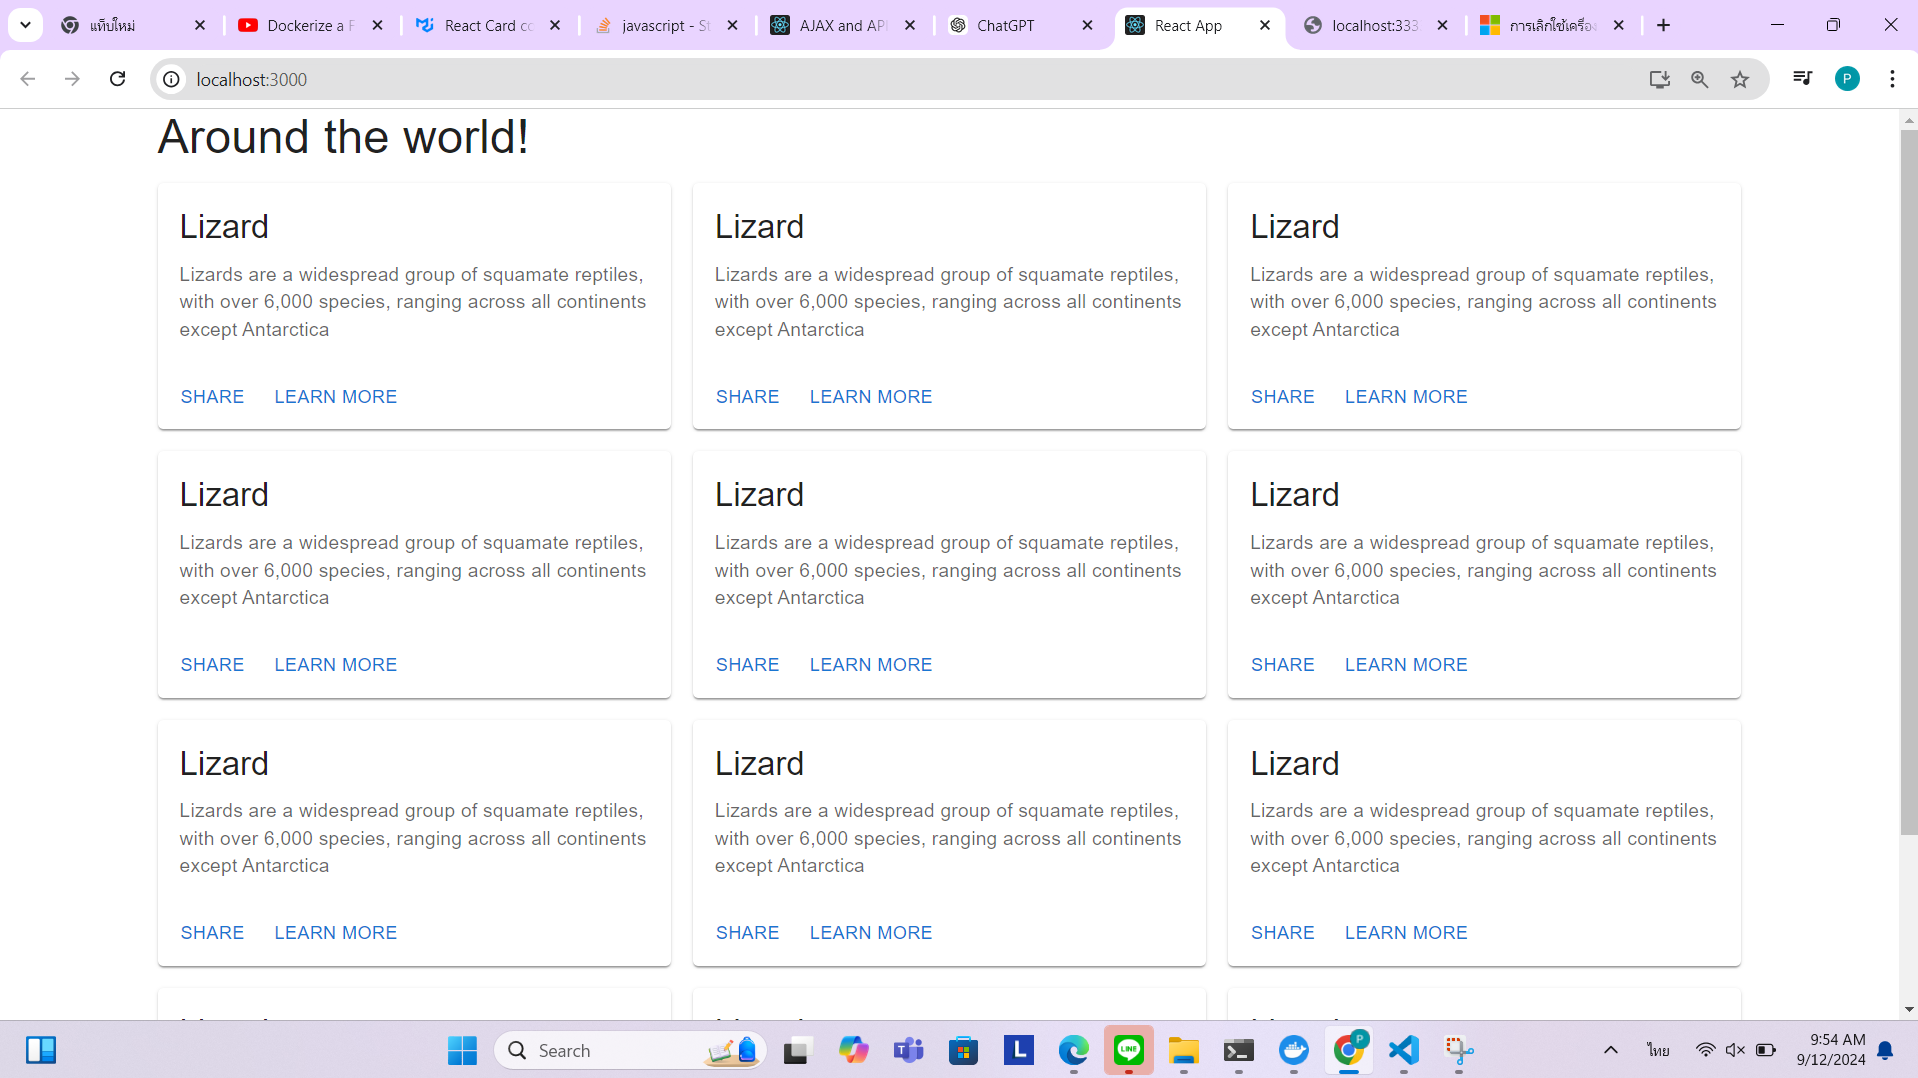 แท็บใหม่
Dockerize a
React Card co
javascript - St
AJAX and API
ChatGPT
React App
localhost:333
การเลิกใช้เครื่อง
localhost:3000
P
Around the world!
Lizard Lizard Lizard
Lizards are a widespread group of squamate reptiles, Lizards are a widespread group of squamate reptiles, Lizards are a widespread group of squamate reptiles,
with over 6,000 species, ranging across all continents with over 6,000 species, ranging across all continents with over 6,000 species, ranging across all continents
except Antarctica except Antarctica except Antarctica
SHARE LEARN MORE SHARE LEARN MORE SHARE LEARN MORE
Lizard Lizard Lizard
Lizards are a widespread group of squamate reptiles, Lizards are a widespread group of squamate reptiles, Lizards are a widespread group of squamate reptiles,
with over 6,000 species, ranging across all continents with over 6,000 species, ranging across all continents with over 6,000 species, ranging across all continents
except Antarctica except Antarctica except Antarctica
SHARE LEARN MORE SHARE LEARN MORE SHARE LEARN MORE
Lizard Lizard Lizard
Lizards are a widespread group of squamate reptiles, Lizards are a widespread group of squamate reptiles, Lizards are a widespread group of squamate reptiles,
with over 6,000 species, ranging across all continents with over 6,000 species, ranging across all continents with over 6,000 species, ranging across all continents
except Antarctica except Antarctica except Antarctica
SHARE LEARN MORE SHARE LEARN MORE SHARE LEARN MORE
Search
L
LINE
P
ไทย
9:54 AM
9/12/2024